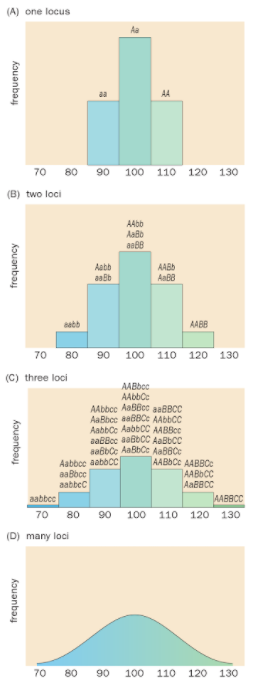 (A) one locus
frequency
Aa
aa
AA
70 80 90 100 110 120 130
(B) two loci
frequency
aabb
Aabb
aaBb
AAbb
AaBb
aaBB
AABb
AaBB
AABB
70 80 90 100 110 120 130
(C) three loci
frequency
aabbcc
Aabbcc
aaBbcc
aabbcC
AAbbcc
AaBbcc
AabbCc
aaBBcc
aaBbCc
aabbCC
AABbcc
AAbbCc
AaBBcc
aaBBCc
AabbCC
aaBbCC
AaBbCc
aaBBCC
AAbbCC
AABBcc
AaBbCC
AaBBCc
AABbCc
AABBCc
AABbCC
AaBBCC
AABBCC
70 80 90 100 110 120 130
(D) many loci
frequency
70 80 90 100 110 120 130